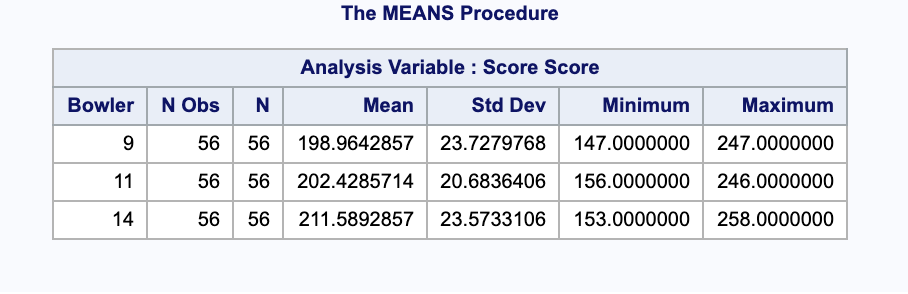 The MEANS Procedure
Analysis Variable : Score Score
Bowler N Obs N Mean Std Dev Minimum Maximum
9 56 56 198.9642857 23.7279768 147.0000000 247.0000000
11 56 56 202.4285714 20.6836406 156.0000000 246.0000000
14 56 56 211.5892857 23.5733106 153.0000000 258.0000000